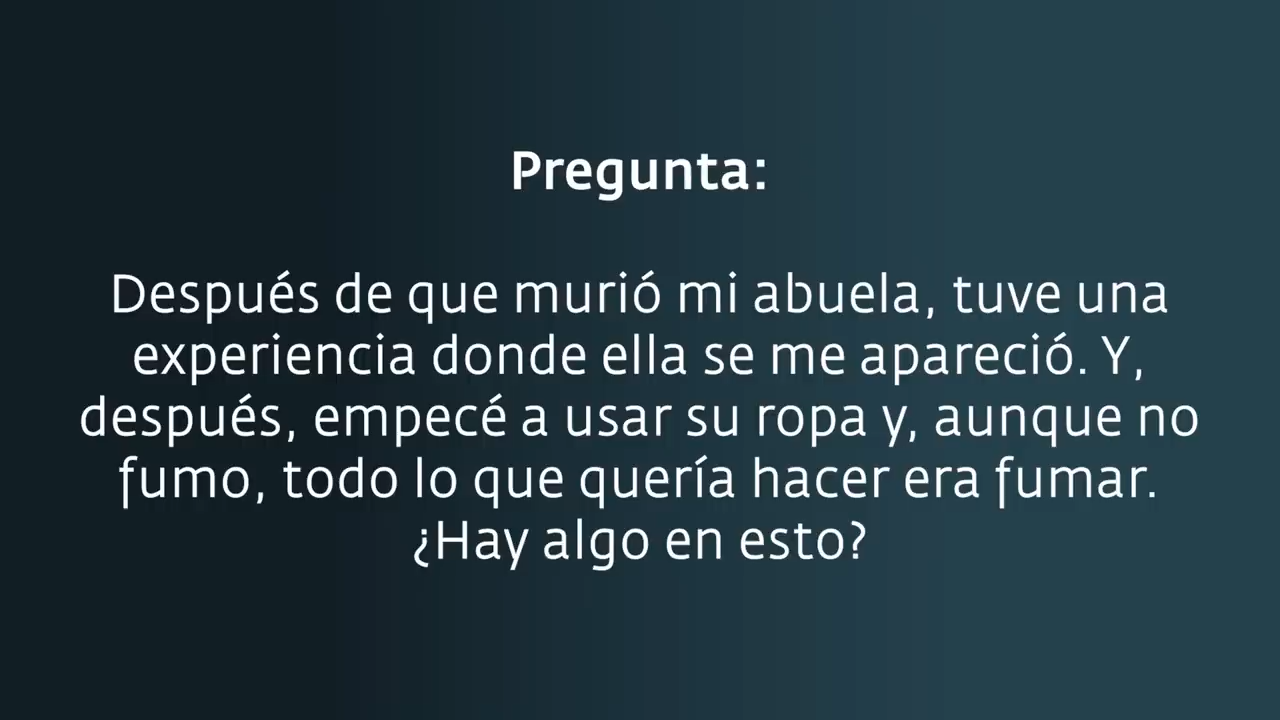 Pregunta:
Después de que murió mi abuela, tuve una
experiencia donde ella se me apareció. Y,
después, empecé a usar su ropa y, aunque no
fumo, todo lo que quería hacer era fumar.
¿Hay algo en esto?